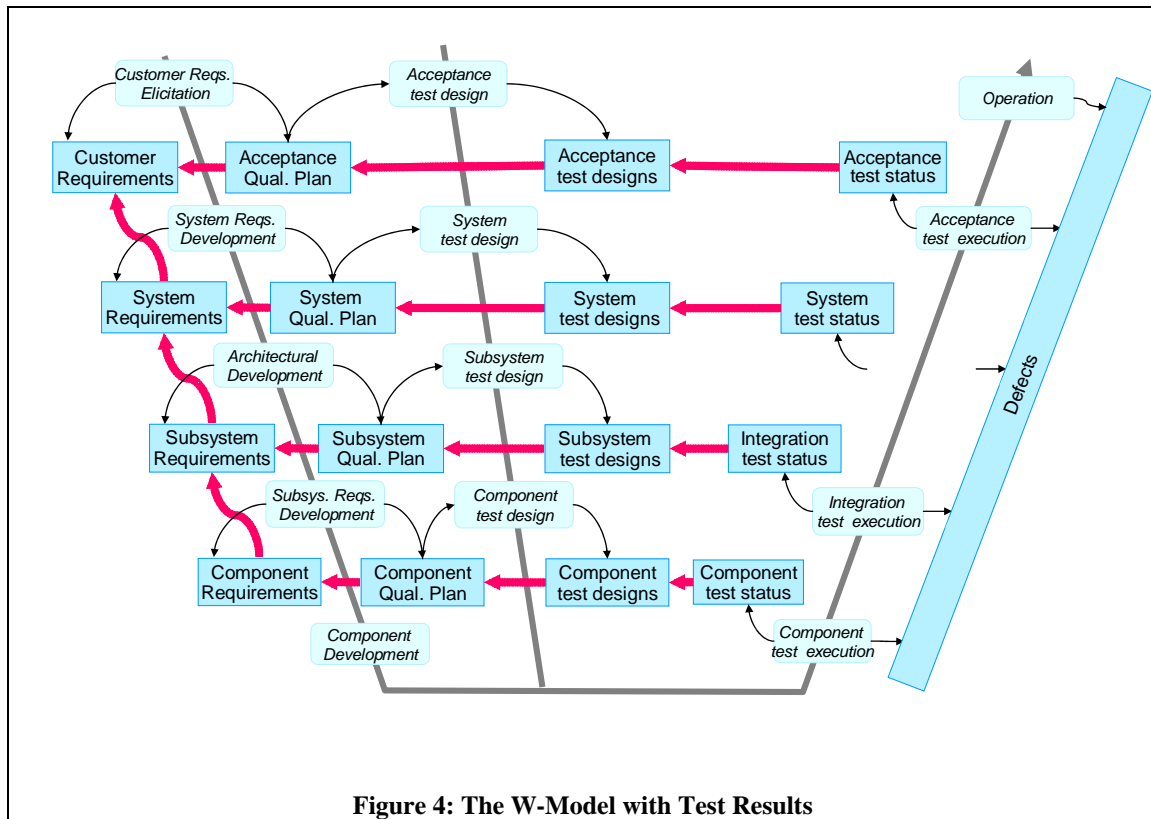 Customer Reqs.
Elicitation
Acceptance
test design
Operation
Customer
Requirements
Acceptance
Qual. Plan
Acceptance
test designs
Acceptance
test status
System Reqs.
Development
System
test design
Acceptance
test execution
System
Requirements
System
Qual. Plan
System
test designs
System
test status
Architectural
Development
Subsystem
test design
Defects
Subsystem
Requirements
Subsystem
Qual. Plan
Subsystem
test designs
Integration
test status
Subsys. Reqs.
Development
Component
test design
Integration
test execution
Component
Requirements
Component
Qual. Plan
Component
test designs
Component
test status
Component
Development
Component
test execution
Figure 4: The W-Model with Test Results